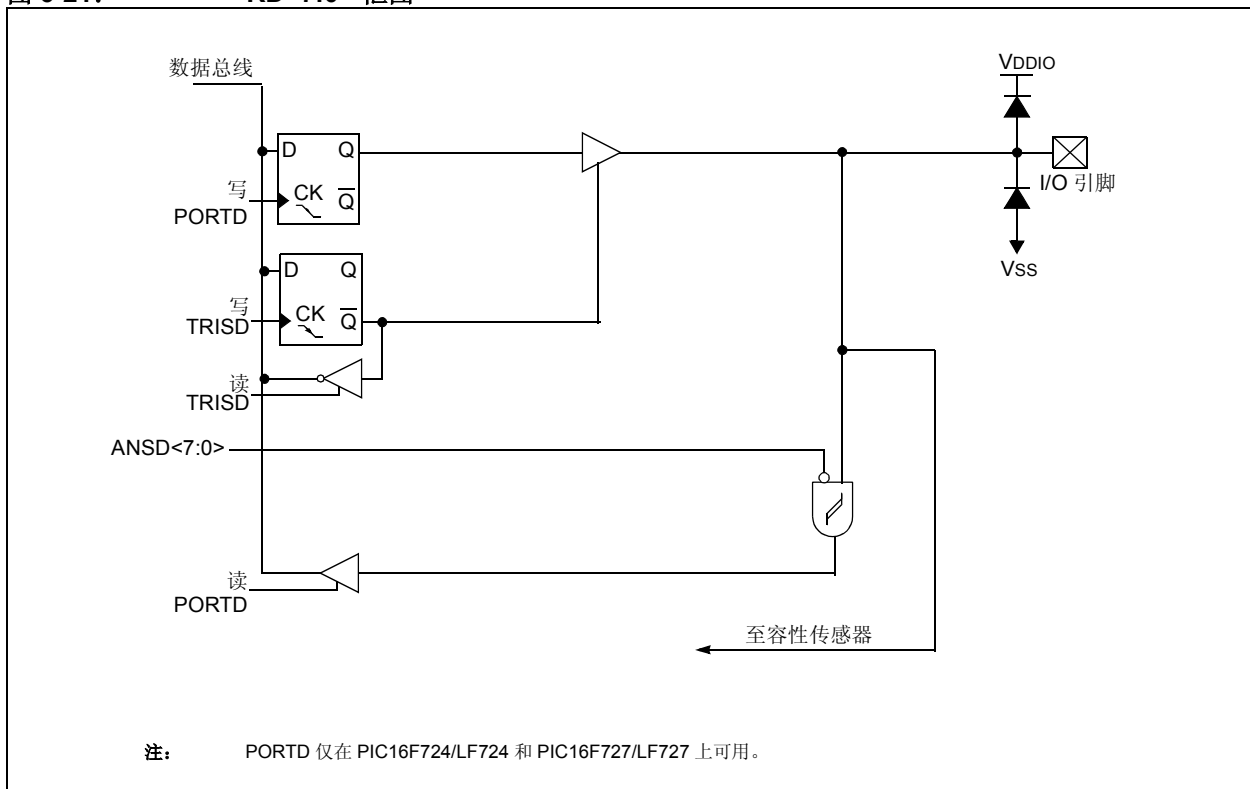 数据总线
VDDIO
D Q
写
PORTD
CK Q
I/O 引脚
D Q
VSS
写
TRISD
CK Q
读
TRISD
ANSD<7:0>
读
PORTD
至容性传感器
注： PORTD 仅在 PIC16F724/LF724 和 PIC16F727/LF727 上可用。